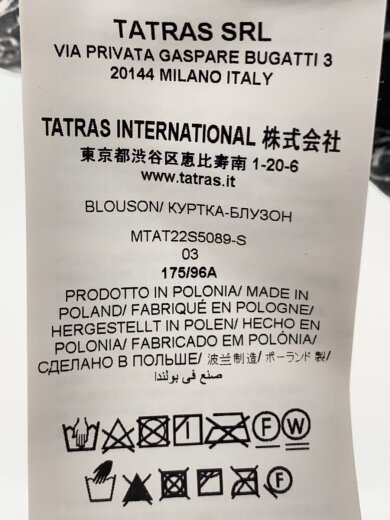 TATRAS SRL
VIA PRIVATA GASPARE BUGATTI 3
20144 MILANO ITALY
TATRAS INTERNATIONAL 株式会社
東京都渋谷区恵比寿南 1-20-6
www.tatras.it
BLOUSON/ КУРТКА-БЛУЗОН
MTAT22S5089-S
03
175/96A
PRODOTTO IN POLONIA/ MADE IN
POLAND/ FABRIQUÉ EN POLOGNE/
HERGESTELLT IN POLEN/ HECHO EN
POLONIA/ FABRICADO EM POLÓNIA/
СДЕЛАНО В ПОЛЬШЕ/ 波兰制造/ ポーランド 製/
صنع في بولندا
F W
F